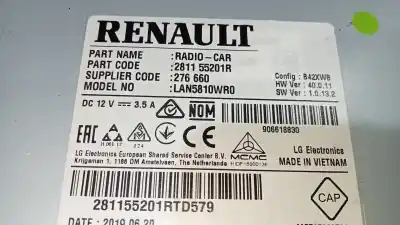 RENAULT
PART NAME : RADIO-CAR
PART CODE : 2811 55201R
SUPPLIER CODE : 276 660
MODEL NO : LAN5810WR0
Config : B42XWB
HW Ver : 40.0.11
SW Ver : 1.0.13.2
DC 12 V 3.5 A
NOM
906618830
EAC
MCMC
LG Electronics
LG Electronics European Shared Service Center B.V.
Krijgsman 1, 1186 DM Amstelveen, The Netherlands
MADE IN VIETNAM
281155201RTD579
CAP
DATE : 2019.06.20